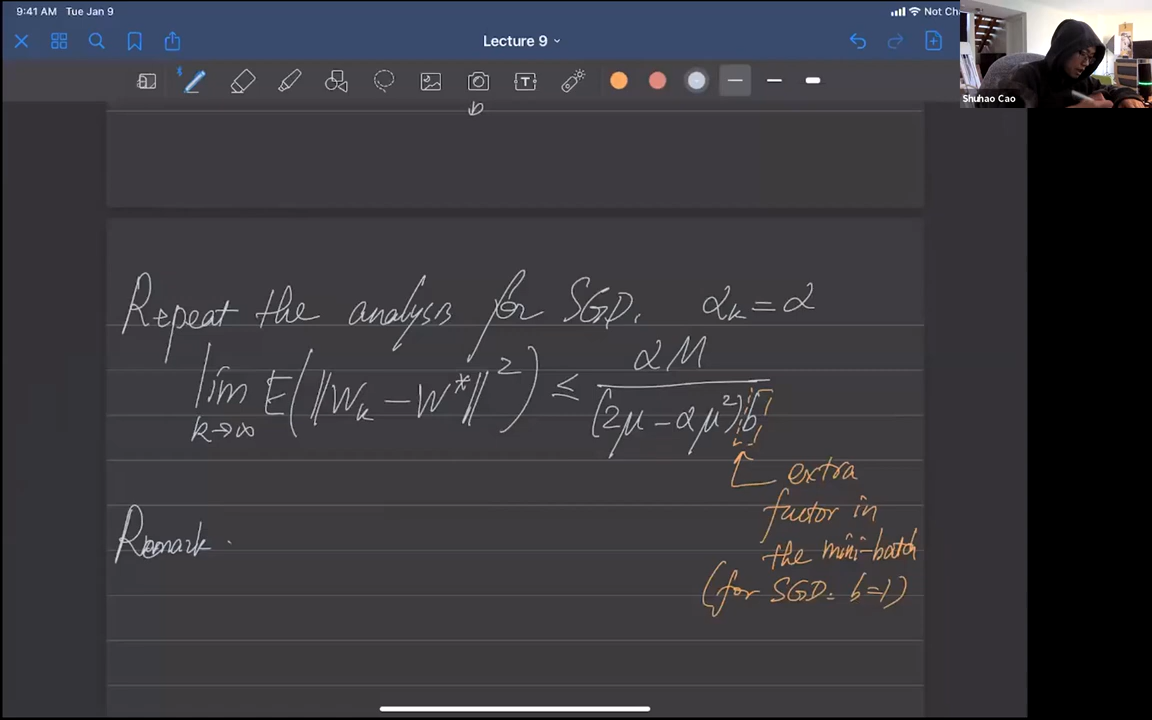 9:41 AM Tue Jan 9
Not Ch
Lecture 9
Shuhao Cao
b
Repeat the analysis for SGD. αₖ = α
lim E(‖Wₖ − W*‖²) ≤ αM / (2μ − αμ²)b
k→∞
extra
factor in
the mini-batch
(for SGD. b=1)
Remark.